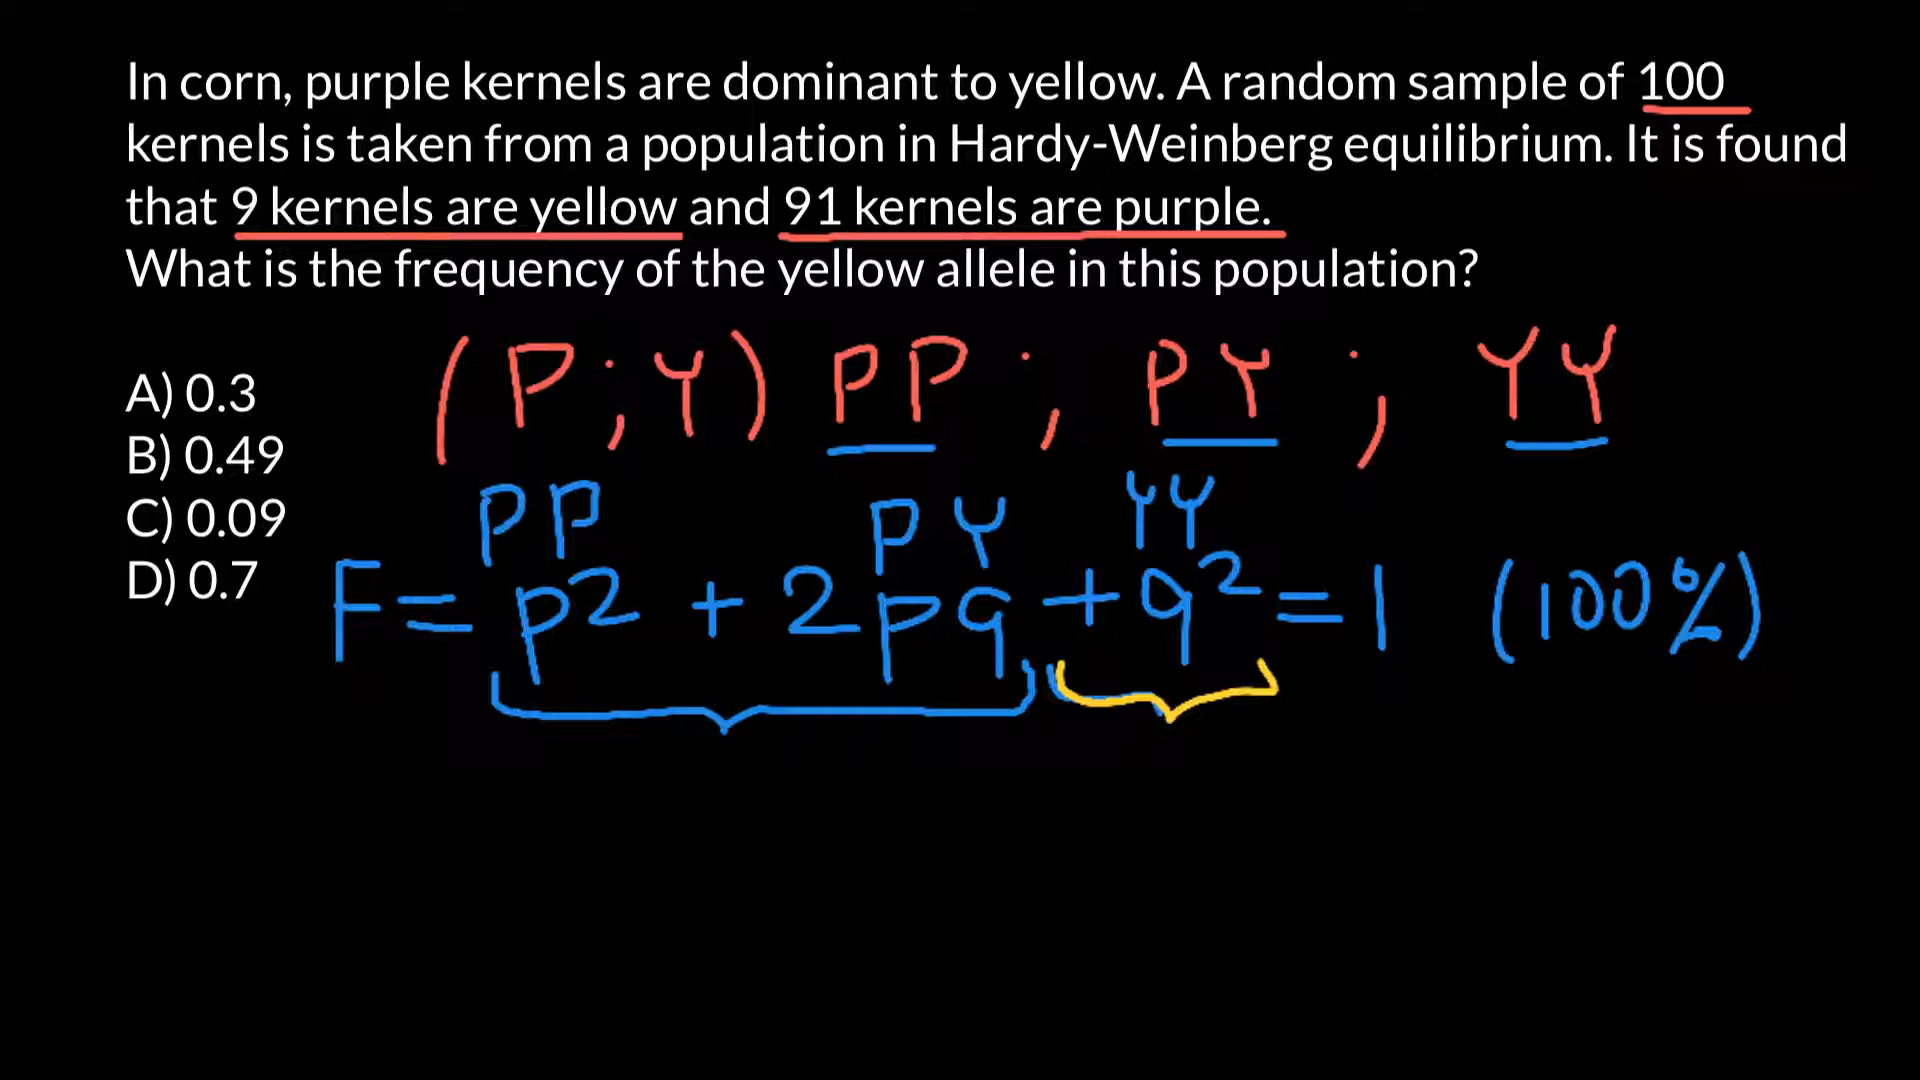 In corn, purple kernels are dominant to yellow. A random sample of 100
kernels is taken from a population in Hardy-Weinberg equilibrium. It is found
that 9 kernels are yellow and 91 kernels are purple.
What is the frequency of the yellow allele in this population?
(P ; Y) PP ; PY ; YY
A) 0.3
B) 0.49
C) 0.09
D) 0.7
PP PY YY
F = p² + 2pq + q² = 1 (100%)